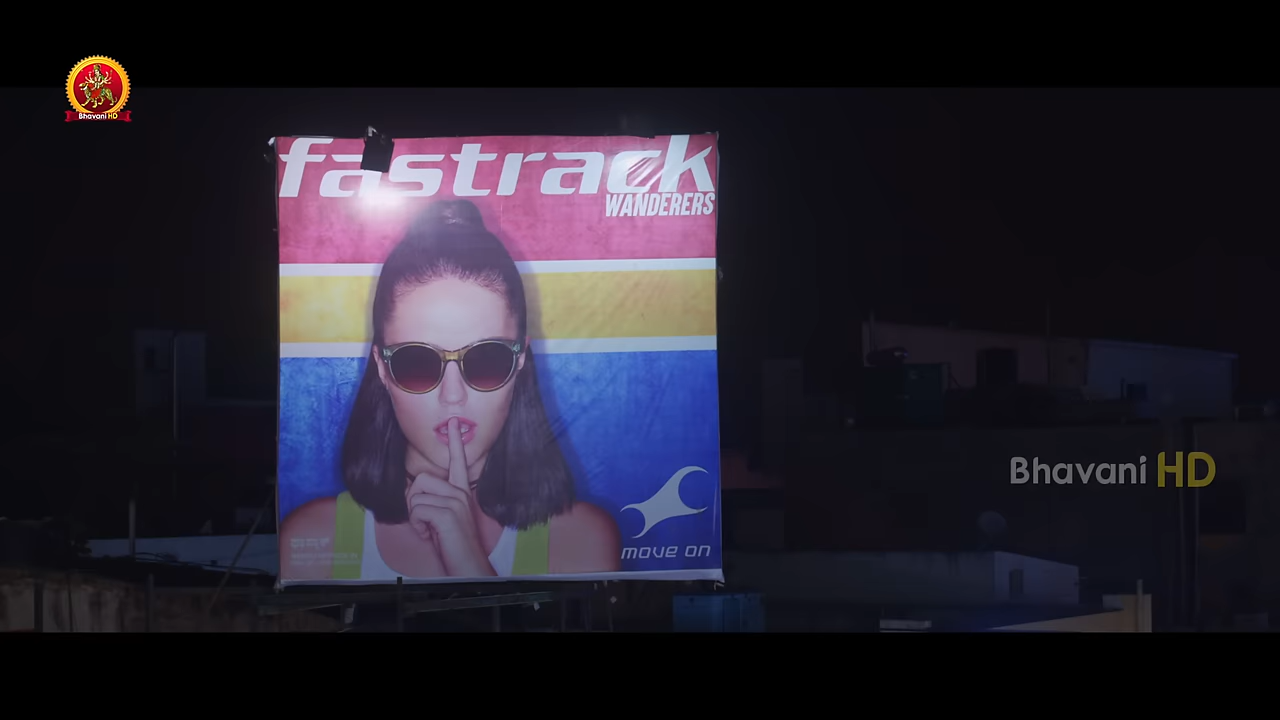 Bhavani HD
fastrack
WANDERERS
Bhavani HD
move on